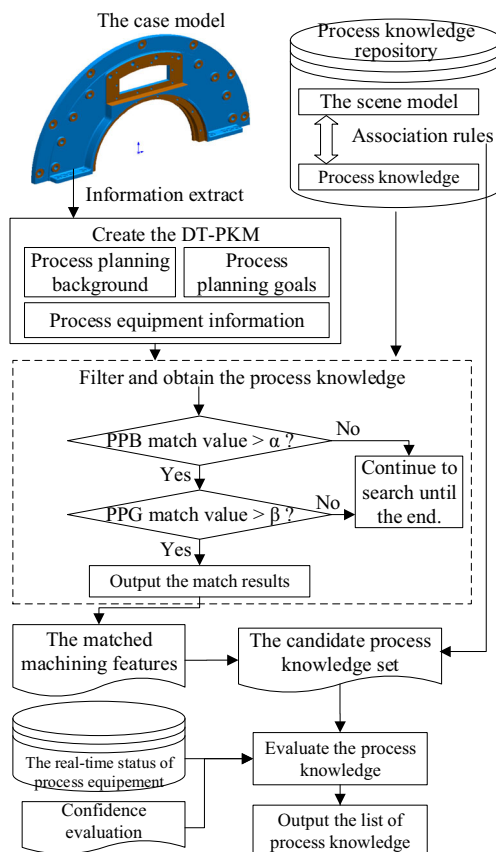 The case model
Process knowledge
repository
The scene model
Association rules
Process knowledge
Information extract
Create the DT-PKM
Process planning
background
Process
planning goals
Process equipment information
Filter and obtain the process knowledge
PPB match value > α ?
No
Yes
Continue to
search until
the end.
PPG match value > β ?
No
Yes
Output the match results
The matched
machining features
The candidate process
knowledge set
The real-time status of
process equipement
Evaluate the process
knowledge
Confidence
evaluation
Output the list of
process knowledge